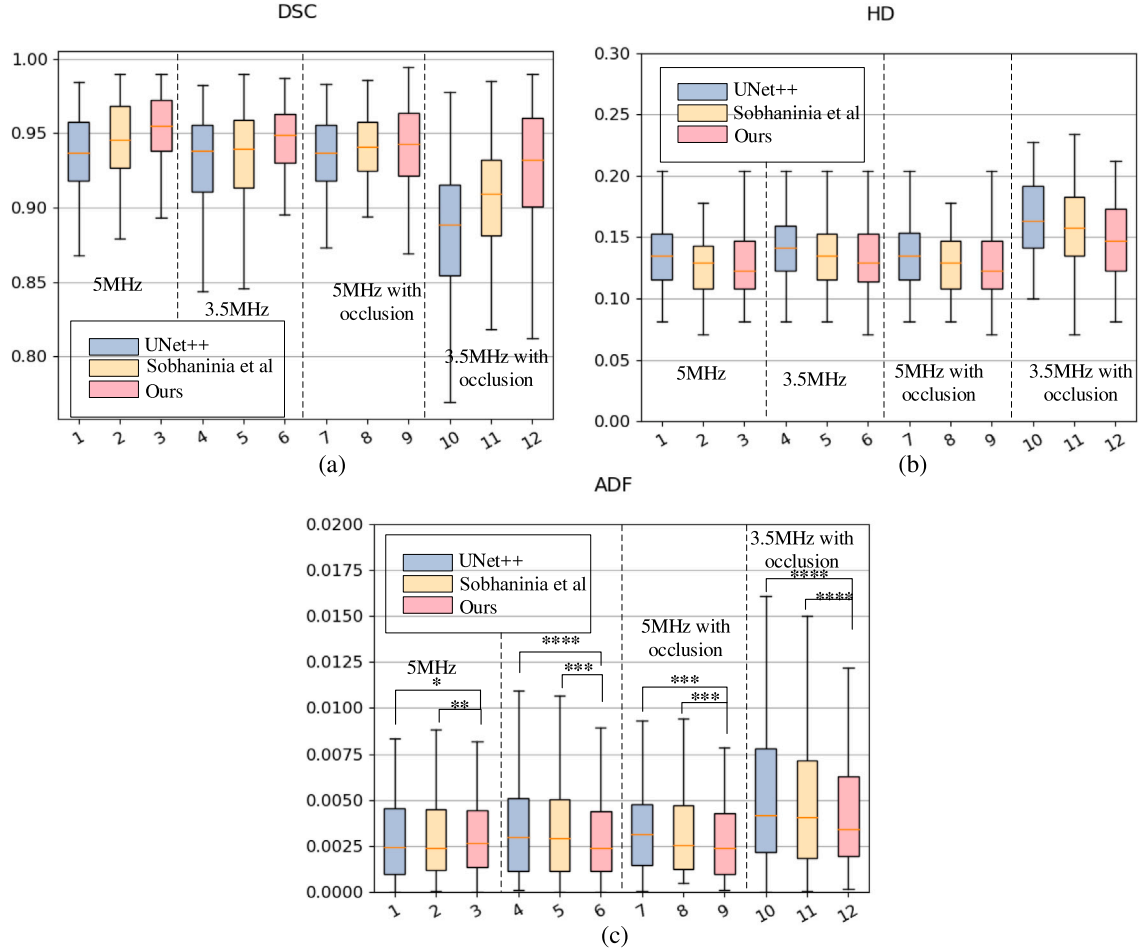 DSC
1.00
0.95
0.90
0.85
0.80
5MHz
3.5MHz
5MHz with
occlusion
3.5MHz with
occlusion
UNet++
Sobhaninia et al
Ours
1 2 3 4 5 6 7 8 9 10 11 12
(a)
HD
0.30
0.25
0.20
0.15
0.10
0.05
0.00
UNet++
Sobhaninia et al
Ours
5MHz
3.5MHz
5MHz with
occlusion
3.5MHz with
occlusion
1 2 3 4 5 6 7 8 9 10 11 12
(b)
ADF
0.0200
0.0175
0.0150
0.0125
0.0100
0.0075
0.0050
0.0025
0.0000
UNet++
Sobhaninia et al
Ours
5MHz
*
**
****
***
5MHz with
occlusion
***
***
3.5MHz with
occlusion
****
****
1 2 3 4 5 6 7 8 9 10 11 12
(c)